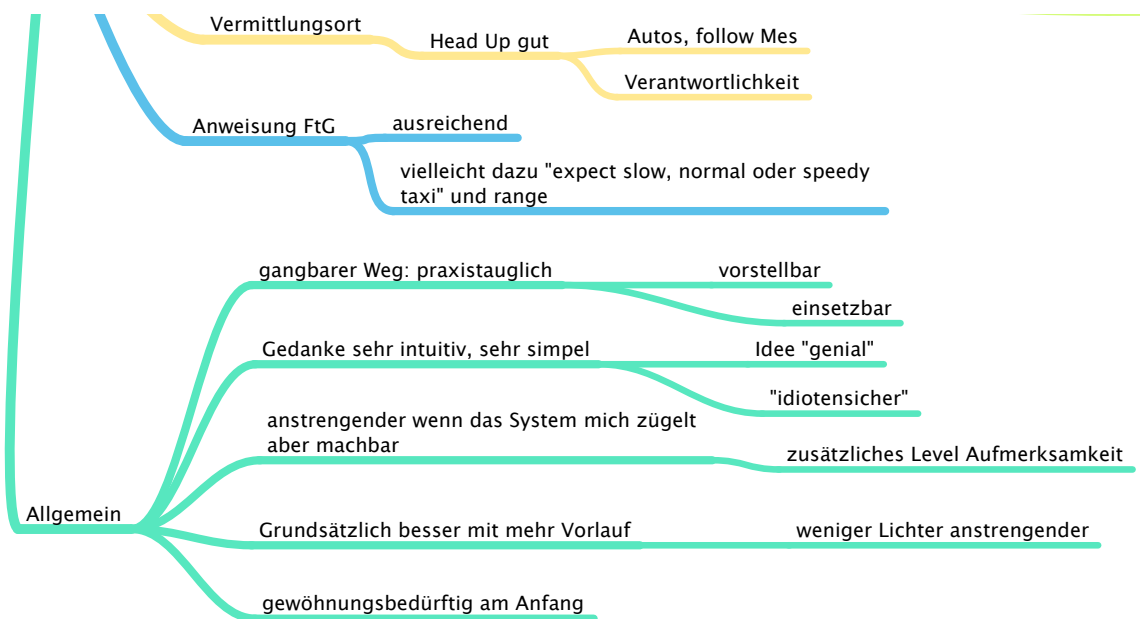 Vermittlungsort
Head Up gut
Autos, follow Mes
Verantwortlichkeit
Anweisung FtG
ausreichend
vielleicht dazu "expect slow, normal oder speedy
taxi" und range
Allgemein
gangbarer Weg: praxistauglich
vorstellbar
einsetzbar
Gedanke sehr intuitiv, sehr simpel
Idee "genial"
"idiotensicher"
anstrengender wenn das System mich zügelt
aber machbar
zusätzliches Level Aufmerksamkeit
Grundsätzlich besser mit mehr Vorlauf
weniger Lichter anstrengender
gewöhnungsbedürftig am Anfang